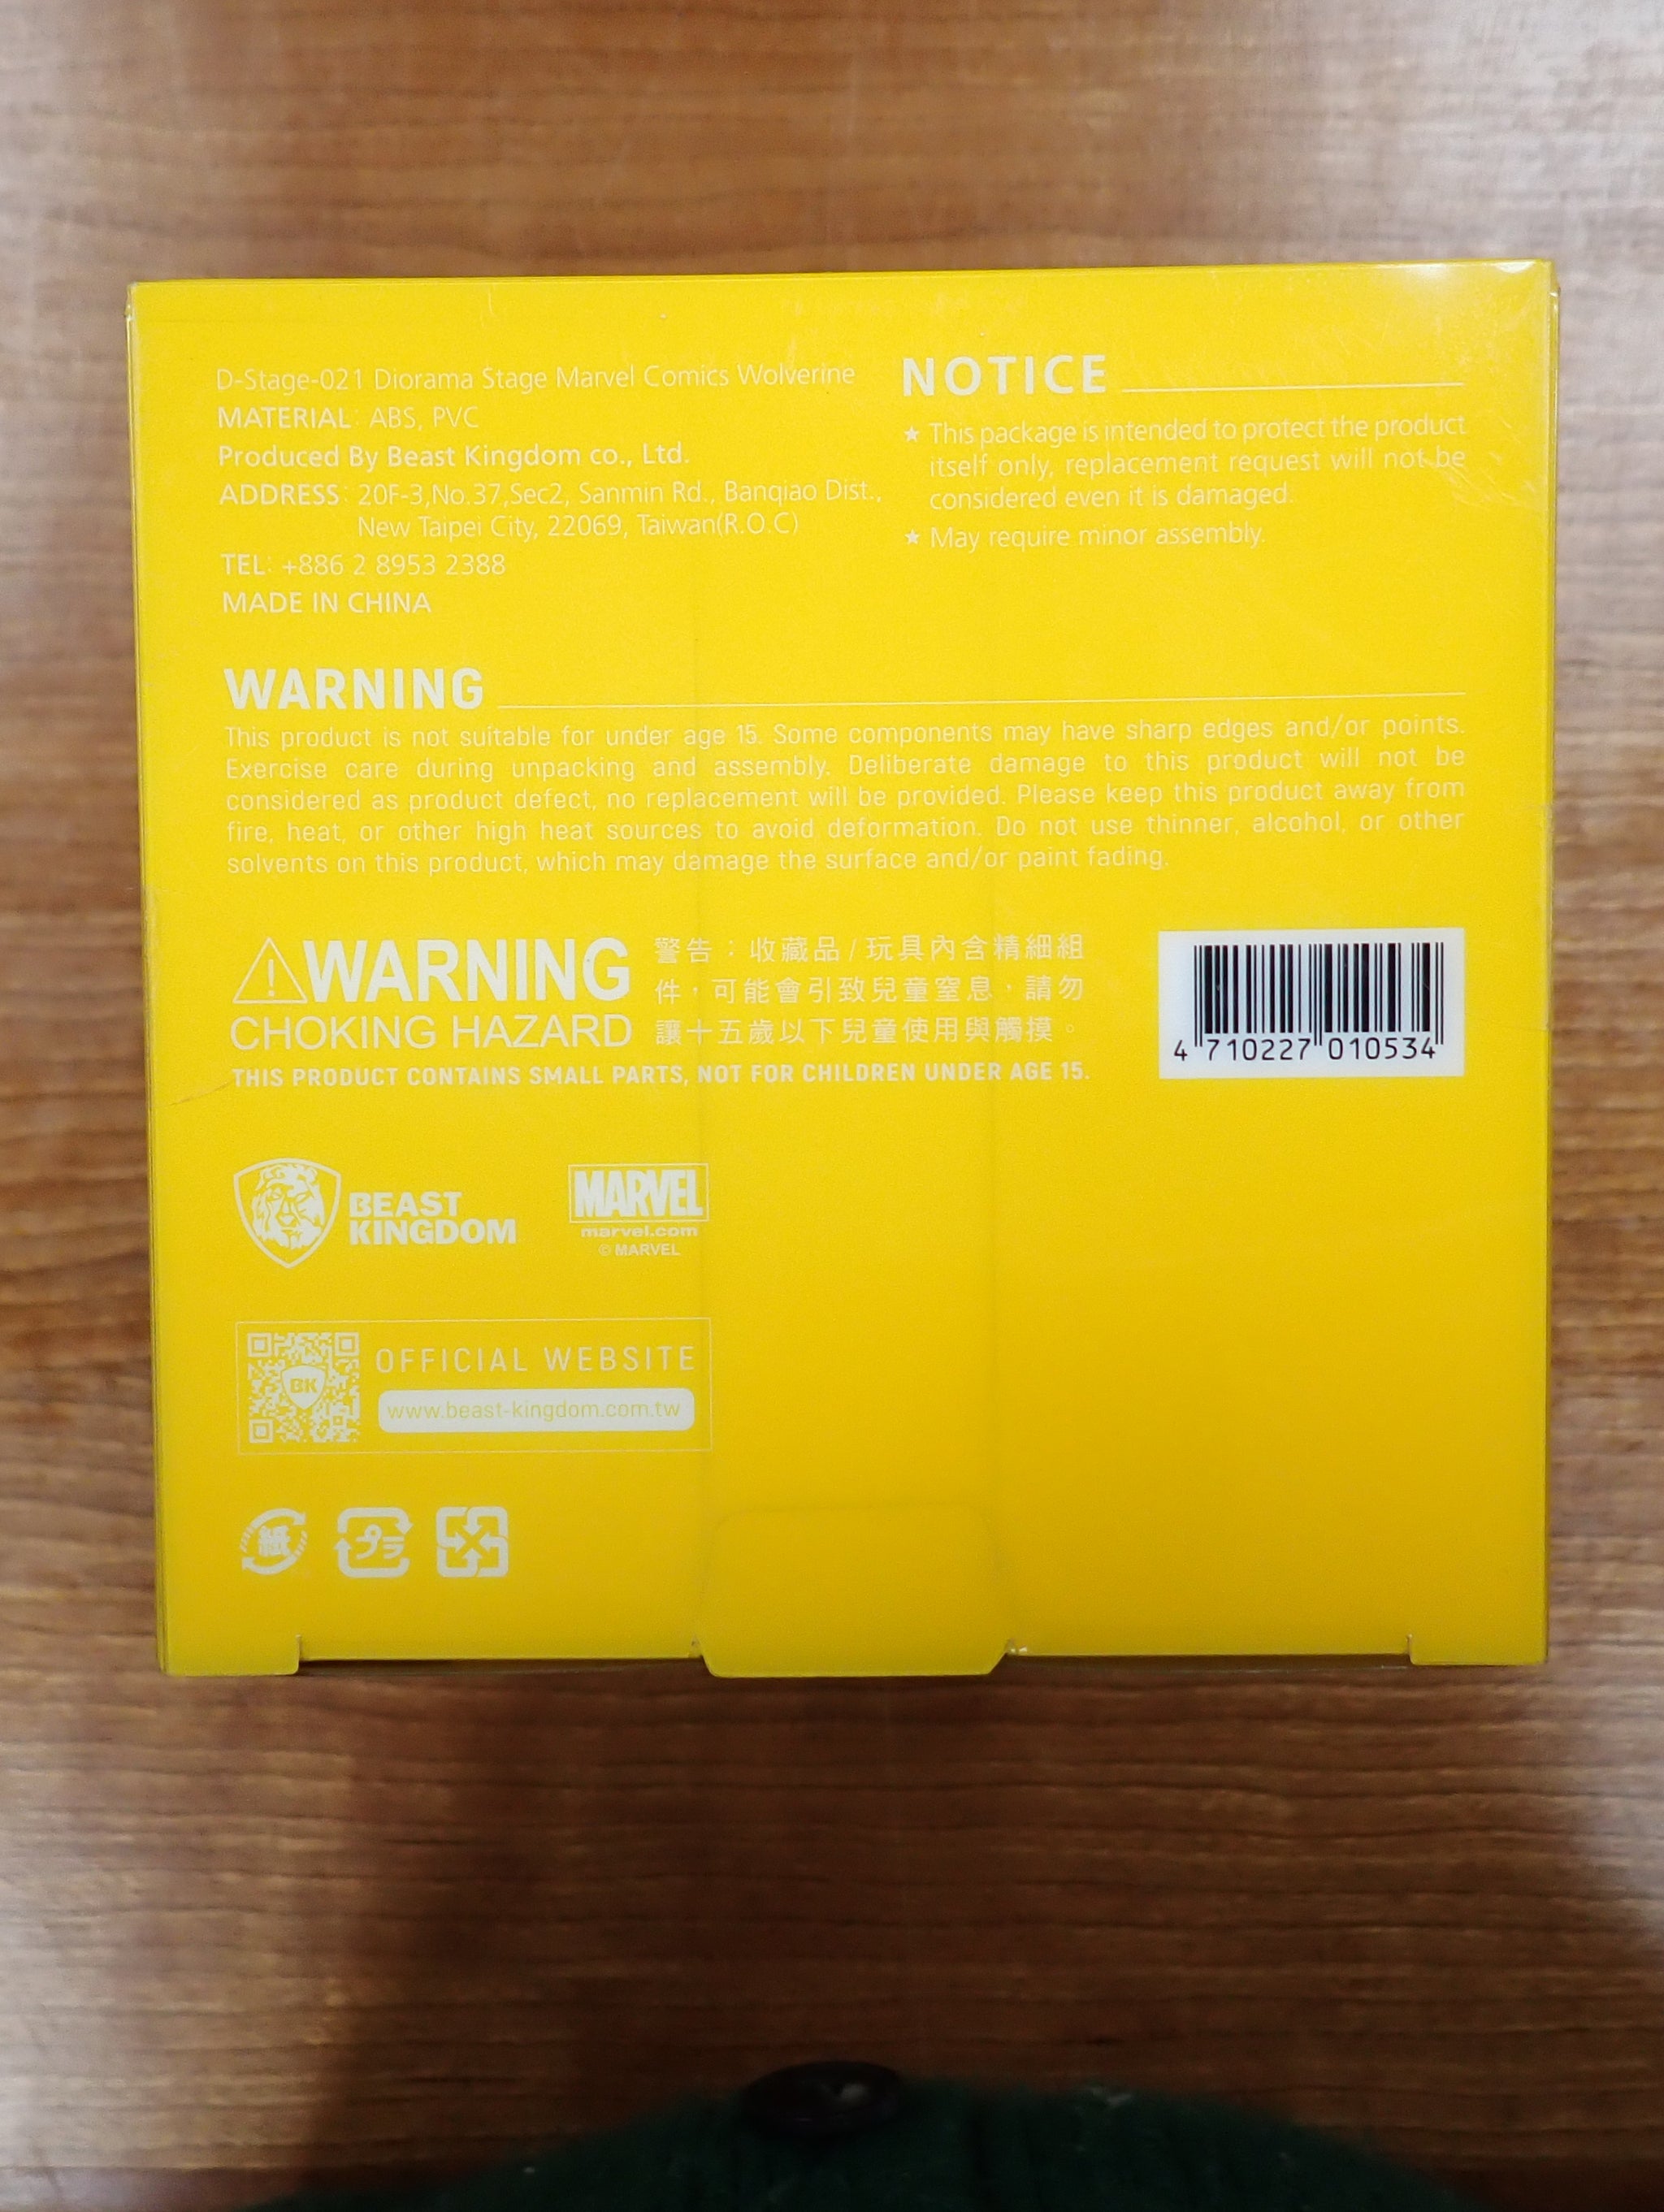 D-Stage-021 Diorama Stage Marvel Comics Wolverine
MATERIAL: ABS, PVC
Produced By Beast Kingdom co., Ltd.
ADDRESS: 20F-3,No.37,Sec2, Sanmin Rd., Banqiao Dist.,
New Taipei City, 22069, Taiwan(R.O.C)
TEL: +886 2 8953 2388
MADE IN CHINA
NOTICE
★ This package is intended to protect the product
itself only, replacement request will not be
considered even it is damaged.
★ May require minor assembly.
WARNING
This product is not suitable for under age 15. Some components may have sharp edges and/or points.
Exercise care during unpacking and assembly. Deliberate damage to this product will not be
considered as product defect, no replacement will be provided. Please keep this product away from
fire, heat, or other high heat sources to avoid deformation. Do not use thinner, alcohol, or other
solvents on this product, which may damage the surface and/or paint fading.
WARNING
CHOKING HAZARD
警告：收藏品/玩具內含精細組
件，可能會引致兒童窒息，請勿
讓十五歲以下兒童使用與觸摸。
THIS PRODUCT CONTAINS SMALL PARTS, NOT FOR CHILDREN UNDER AGE 15.
4 710227 010534
BEAST
KINGDOM
MARVEL
marvel.com
© MARVEL
BK
OFFICIAL WEBSITE
www.beast-kingdom.com.tw
紙
プラ